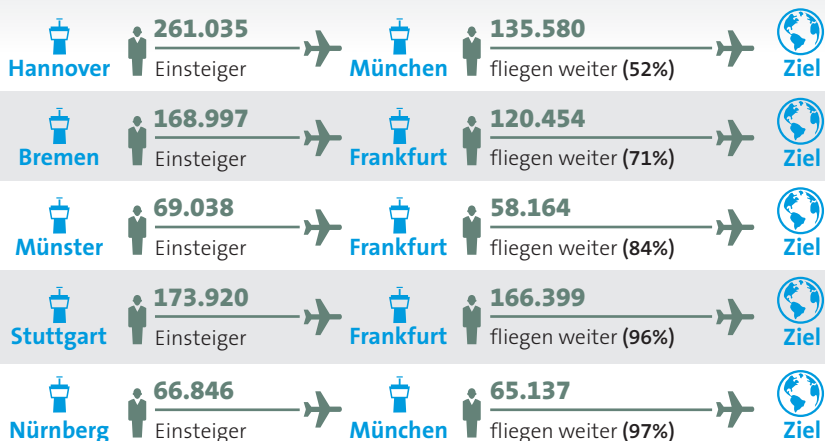 261.035 135.580
Hannover Einsteiger München fliegen weiter (52%) Ziel
168.997 120.454
Bremen Einsteiger Frankfurt fliegen weiter (71%) Ziel
69.038 58.164
Münster Einsteiger Frankfurt fliegen weiter (84%) Ziel
173.920 166.399
Stuttgart Einsteiger Frankfurt fliegen weiter (96%) Ziel
66.846 65.137
Nürnberg Einsteiger München fliegen weiter (97%) Ziel